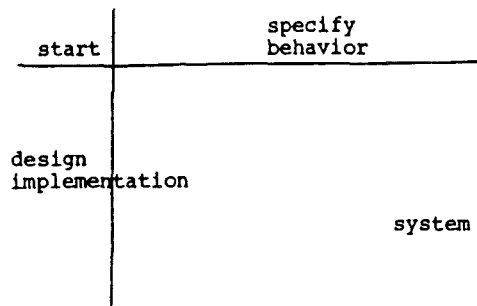 specify
start behavior
design
implementation
system